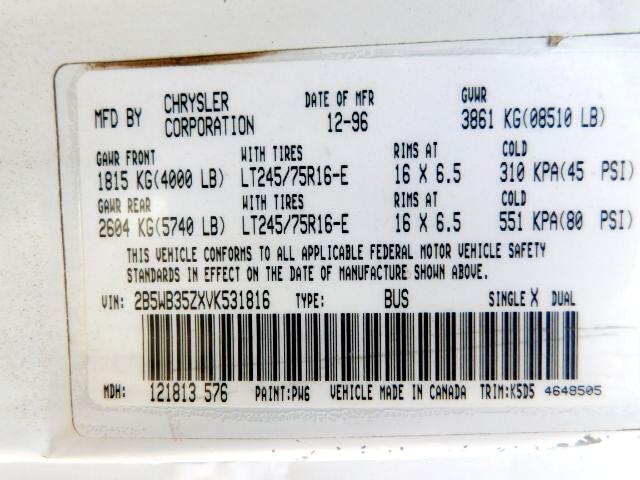 MFD BY CHRYSLER CORPORATION DATE OF MFR 12-96 GVWR 3861 KG(08510 LB)
GAWR FRONT WITH TIRES RIMS AT COLD
1815 KG(4000 LB) LT245/75R16-E 16 X 6.5 310 KPA(45 PSI)
GAWR REAR WITH TIRES RIMS AT COLD
2604 KG(5740 LB) LT245/75R16-E 16 X 6.5 551 KPA(80 PSI)
THIS VEHICLE CONFORMS TO ALL APPLICABLE FEDERAL MOTOR VEHICLE SAFETY
STANDARDS IN EFFECT ON THE DATE OF MANUFACTURE SHOWN ABOVE.
VIN: 2B5WB35ZXVK531816 TYPE: BUS SINGLE X DUAL
MDH: 121813 576 PAINT:PW6 VEHICLE MADE IN CANADA TRIM:K5D5 4648505